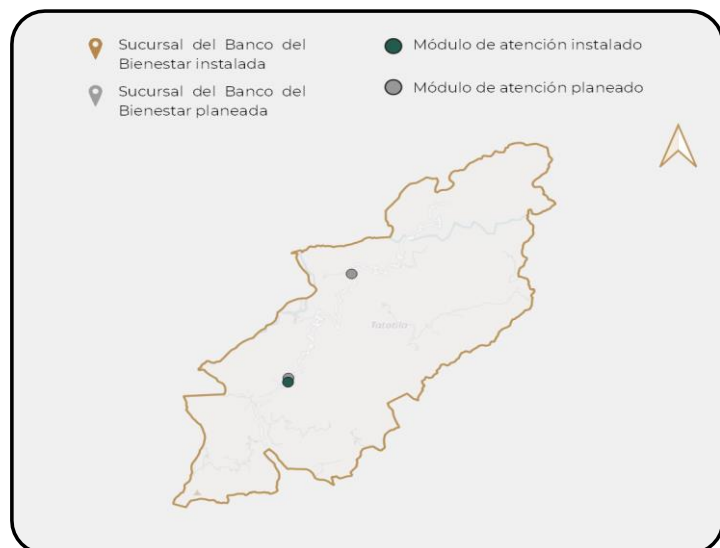 Sucursal del Banco del
Bienestar instalada
Sucursal del Banco del
Bienestar planeada
Módulo de atención instalado
Módulo de atención planeado
Tatatila